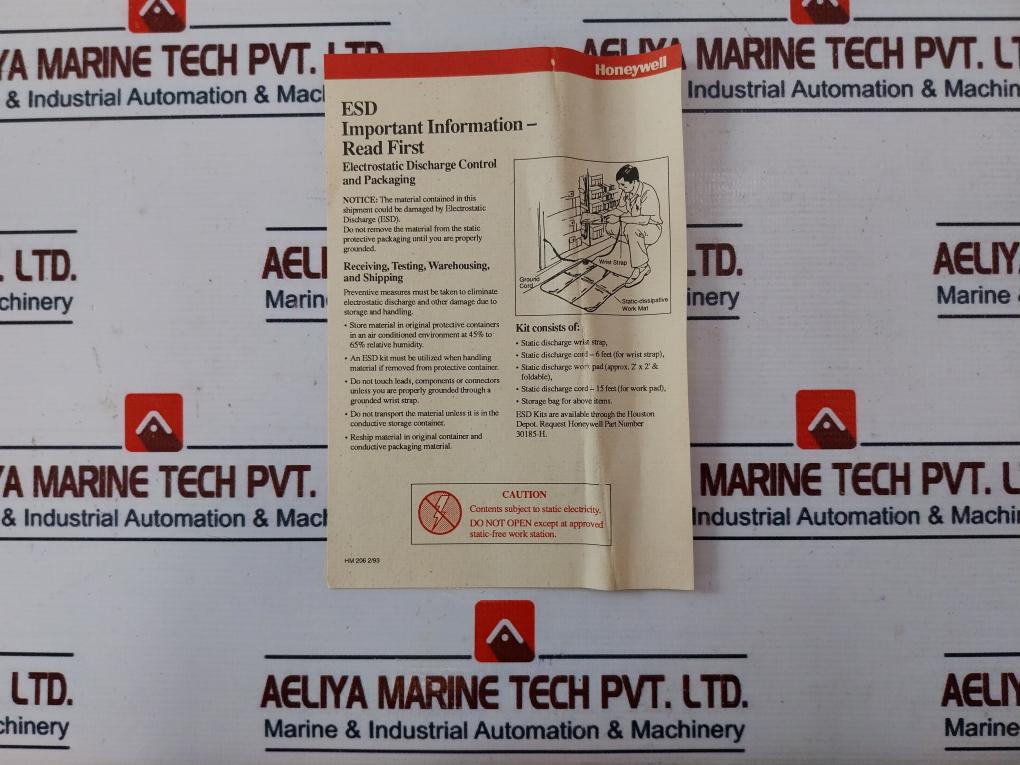 AELIYA MARINE TECH PVT. LTD.
Marine & Industrial Automation & Machinery
Honeywell
ESD
Important Information –
Read First
Electrostatic Discharge Control
and Packaging
NOTICE: The material contained in this
shipment could be damaged by Electrostatic
Discharge (ESD).
Do not remove the material from the static
protective packaging until you are properly
grounded.
Receiving, Testing, Warehousing,
and Shipping
Preventive measures must be taken to eliminate
electrostatic discharge and other damage due to
storage and handling.
• Store material in original protective containers
in an air conditioned environment at 45% to
65% relative humidity.
• An ESD kit must be utilized when handling
material if removed from protective container.
• Do not touch leads, components or connectors
unless you are properly grounded through a
grounded wrist strap.
• Do not transport the material unless it is in the
conductive storage container.
• Reship material in original container and
conductive packaging material.
Wrist Strap
Ground
Cord
Static-dissipative
Work Mat
Kit consists of:
• Static discharge wrist strap,
• Static discharge cord – 6 feet (for wrist strap),
• Static discharge work pad (approx. 2' x 2' &
foldable),
• Static discharge cord – 15 feet (for work pad),
• Storage bag for above items.
ESD Kits are available through the Houston
Depot. Request Honeywell Part Number
30185-H.
CAUTION
Contents subject to static electricity.
DO NOT OPEN except at approved
static-free work station.
HM 206 2/93